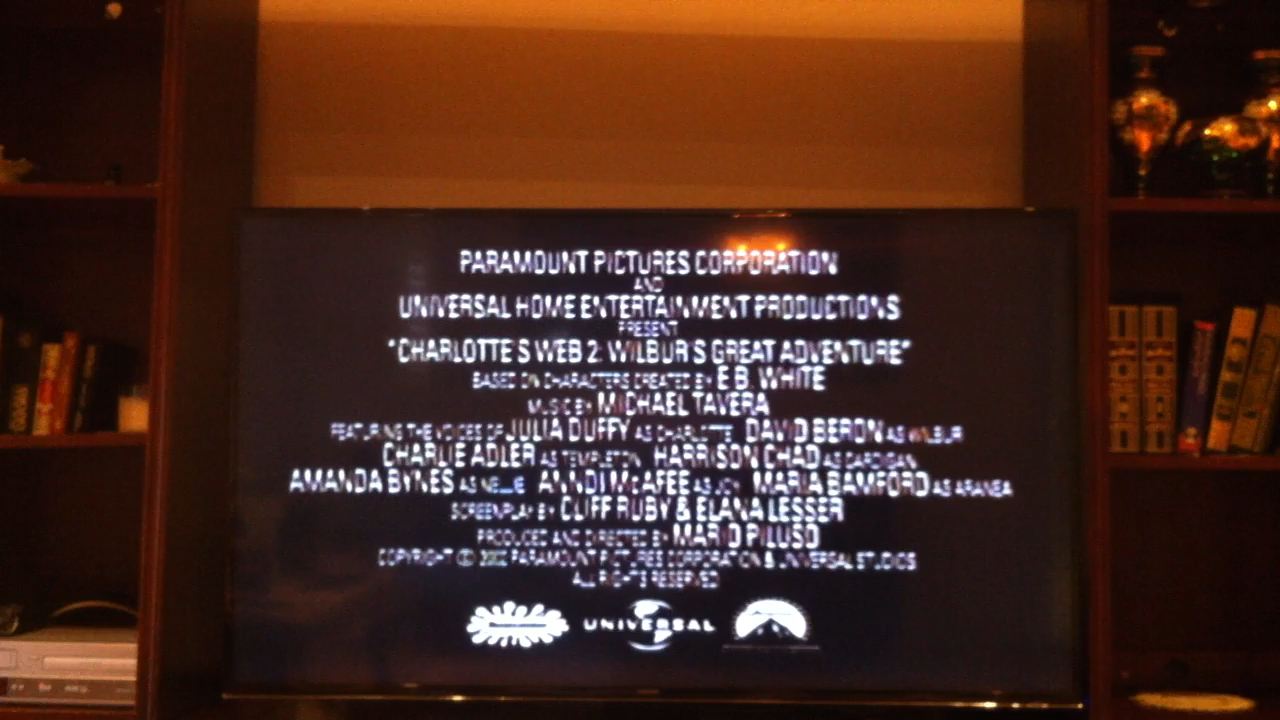 PARAMOUNT PICTURES CORPORATION
AND
UNIVERSAL HOME ENTERTAINMENT PRODUCTIONS
PRESENT
"CHARLOTTE'S WEB 2: WILBUR'S GREAT ADVENTURE"
BASED ON CHARACTERS CREATED BY E.B. WHITE
MUSIC BY MICHAEL TAVERA
FEATURING THE VOICES OF JULIA DUFFY AS CHARLOTTE DAVID BERON AS WILBUR
CHARLIE ADLER AS TEMPLETON HARRISON CHAD AS CARDIGAN
AMANDA BYNES AS NELLIE ANNDI MCAFEE AS JOY MARIA BAMFORD AS ARANEA
SCREENPLAY BY CLIFF RUBY & ELANA LESSER
PRODUCED AND DIRECTED BY MARIO PILUSO
COPYRIGHT © 2002 PARAMOUNT PICTURES CORPORATION & UNIVERSAL STUDIOS
ALL RIGHTS RESERVED
UNIVERSAL